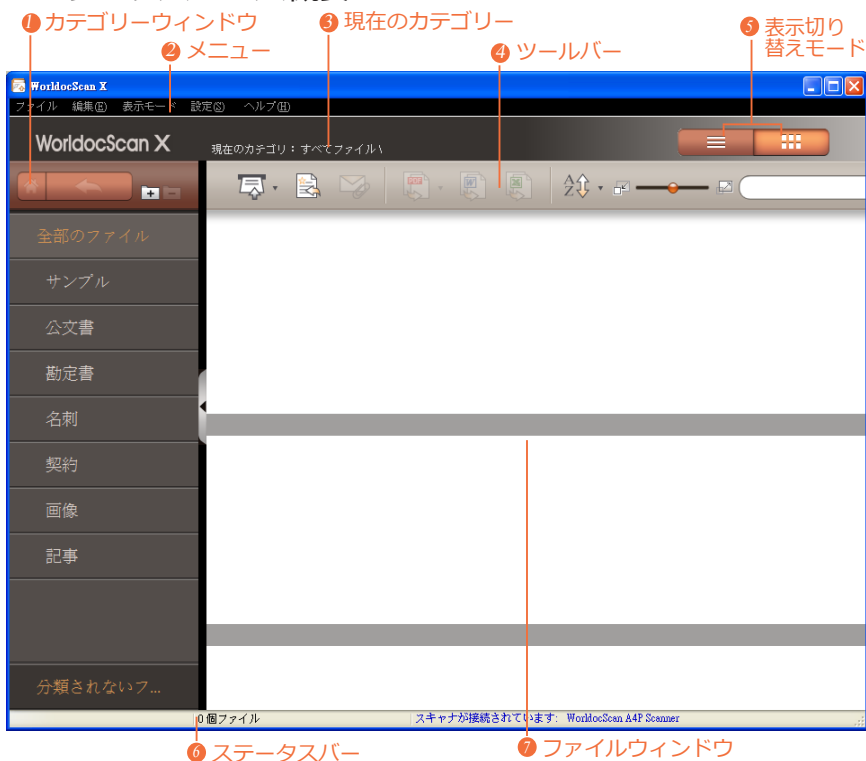 ❶ カテゴリーウィンドウ
❸ 現在のカテゴリー
❺ 表示切り
替えモード
❷ メニュー
❹ ツールバー
WorldocScan X
ファイル 編集(E) 表示モード 設定(S) ヘルプ(H)
WorldocScan X
現在のカテゴリ: すべてファイル\
全部のファイル
サンプル
公文書
勘定書
名刺
契約
画像
記事
分類されないフ...
0個ファイル
スキャナが接続されています: WorldocScan A4P Scanner
❻ ステータスバー
❼ ファイルウィンドウ